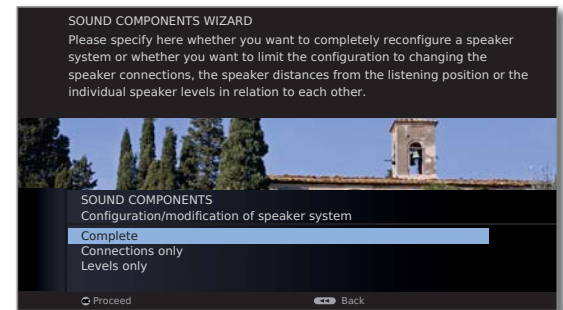 SOUND COMPONENTS WIZARD
Please specify here whether you want to completely reconfigure a speaker
system or whether you want to limit the configuration to changing the
speaker connections, the speaker distances from the listening position or the
individual speaker levels in relation to each other.
SOUND COMPONENTS
Configuration/modification of speaker system
Complete
Connections only
Levels only
OK Proceed
Back